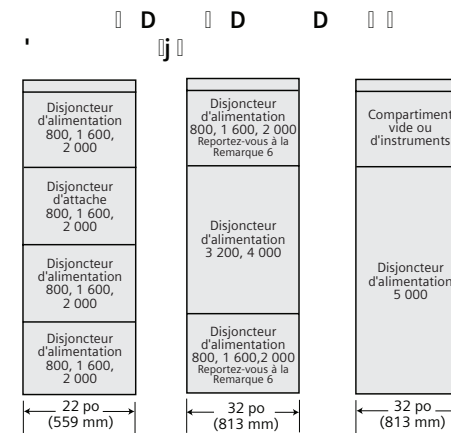 D D D
' j
Disjoncteur
d'alimentation
800, 1 600,
2 000
Disjoncteur
d'attache
800, 1 600,
2 000
Disjoncteur
d'alimentation
800, 1 600,
2 000
Disjoncteur
d'alimentation
800, 1 600,
2 000
22 po
(559 mm)
Disjoncteur
d'alimentation
800, 1 600, 2 000
Reportez-vous à la
Remarque 6
Disjoncteur
d'alimentation
3 200, 4 000
Disjoncteur
d'alimentation
800, 1 600,2 000
Reportez-vous à la
Remarque 6
32 po
(813 mm)
Compartiment
vide ou
d'instruments
Disjoncteur
d'alimentation
5 000
32 po
(813 mm)